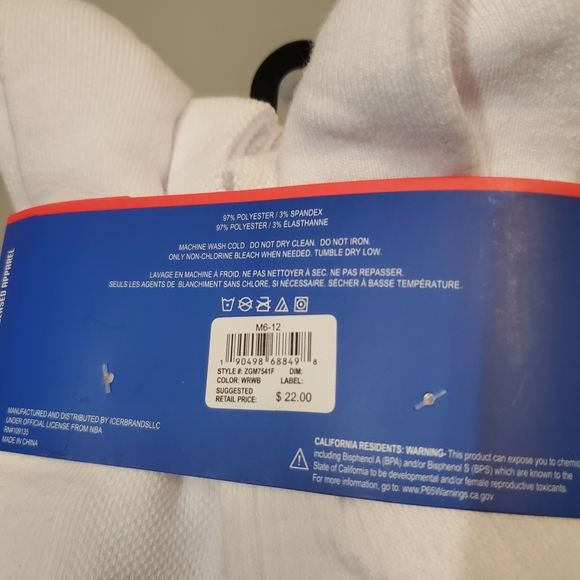 97% POLYESTER / 3% SPANDEX
97% POLYESTER / 3% ÉLASTHANNE
MACHINE WASH COLD. DO NOT DRY CLEAN. DO NOT IRON.
ONLY NON-CHLORINE BLEACH WHEN NEEDED. TUMBLE DRY LOW.
LAVAGE EN MACHINE À FROID. NE PAS NETTOYER À SEC. NE PAS REPASSER.
SEULS LES AGENTS DE BLANCHIMENT SANS CHLORE, SI NÉCESSAIRE. SÉCHER À BASSE TEMPÉRATURE.
APPAREL
M6-12
1 90498 68849 8
STYLE #: ZGM7541F DIM:
COLOR: WRWB LABEL:
SUGGESTED
RETAIL PRICE: $ 22.00
MANUFACTURED AND DISTRIBUTED BY ICERBRANDSLLC
UNDER OFFICIAL LICENSE FROM NBA
RN#109135
MADE IN CHINA
CALIFORNIA RESIDENTS: WARNING- This product can expose you to
including Bisphenol A (BPA) and/or Bisphenol S (BPS) which are known to the
State of California to be developmental and/or female reproductive toxicants.
For more information, go to: www.P65Warnings.ca.gov